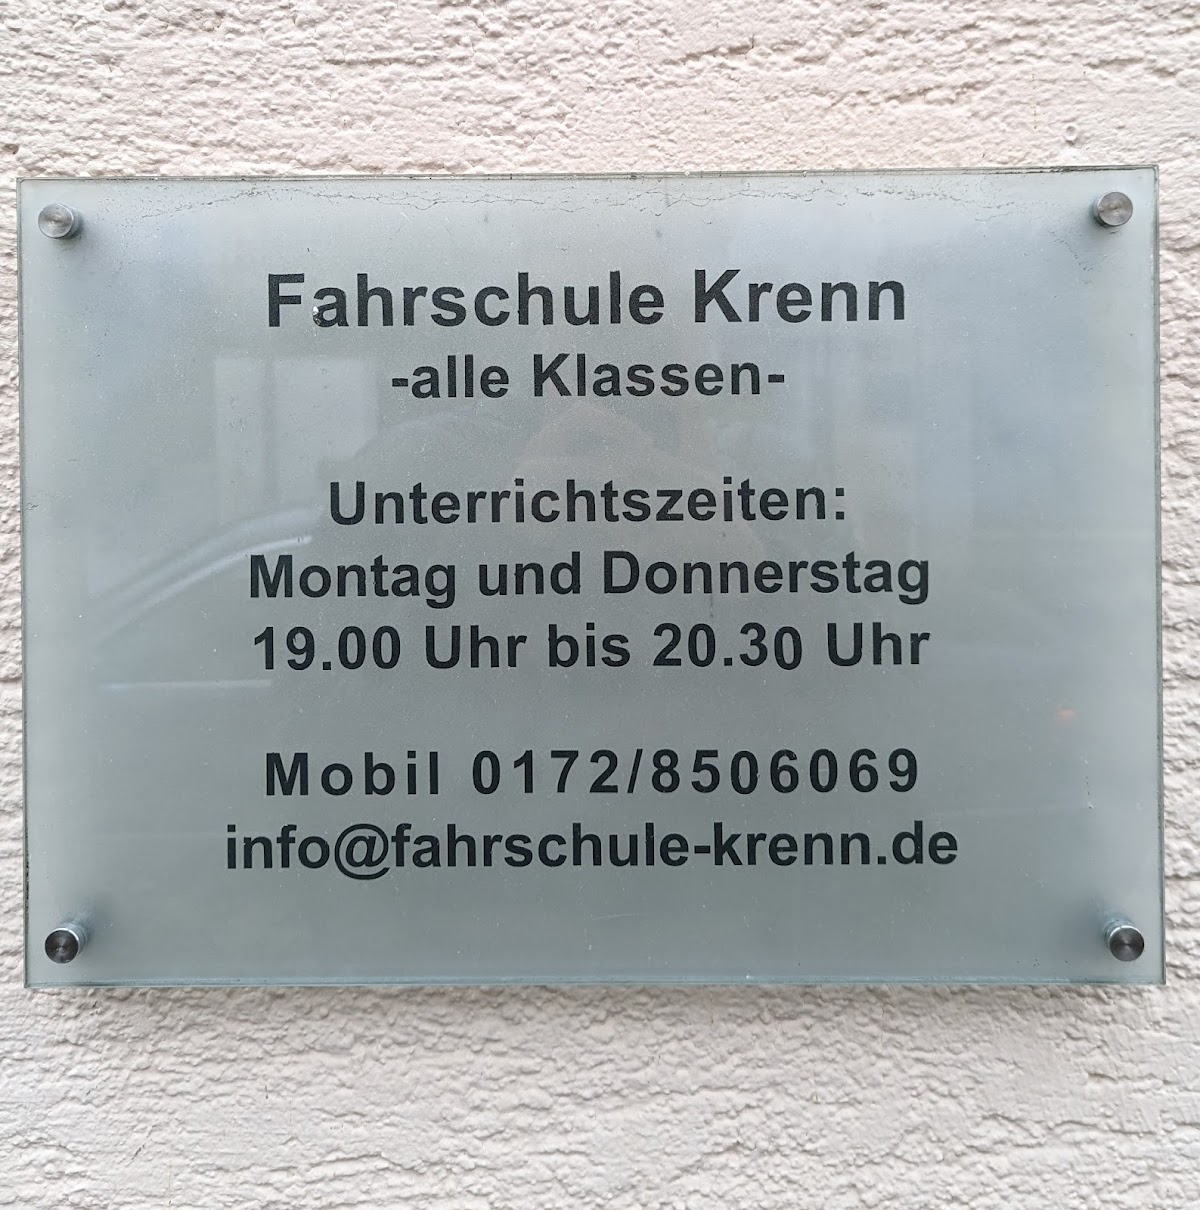 Fahrschule Krenn
-alle Klassen-
Unterrichtszeiten:
Montag und Donnerstag
19.00 Uhr bis 20.30 Uhr
Mobil 0172/8506069
info@fahrschule-krenn.de